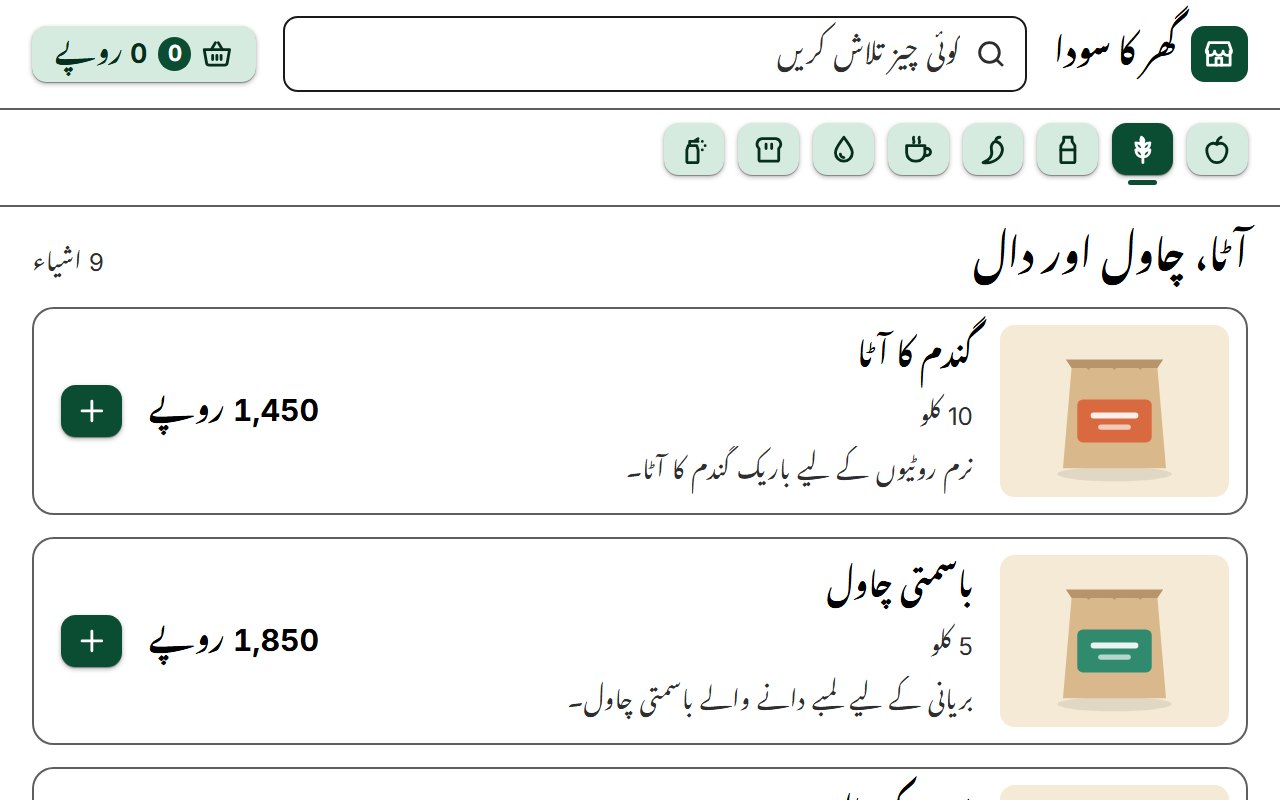 گھر کا سودا
کوئی چیز تلاش کریں
0 0 روپے
آٹا، چاول اور دال
9 اشیاء
گندم کا آٹا
10 کلو
نرم روٹیوں کے لیے باریک گندم کا آٹا۔
1,450 روپے
باسمتی چاول
5 کلو
بریانی کے لیے لمبے دانے والے باسمتی چاول۔
1,850 روپے